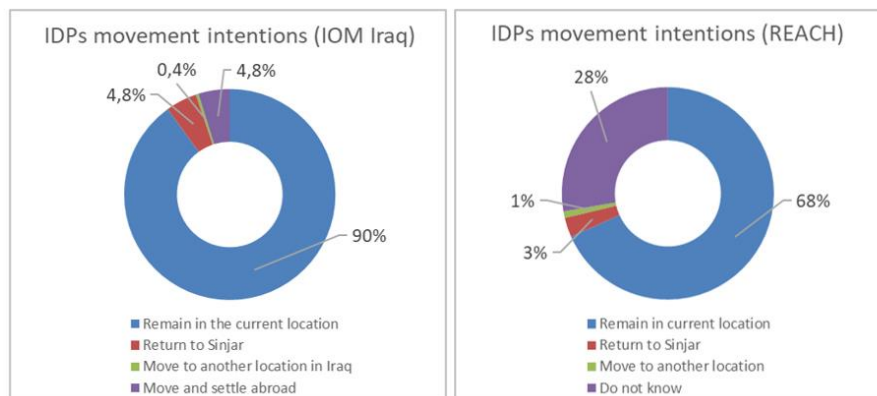 IDPs movement intentions (IOM Iraq)
0,4%
4,8%
4,8%
90%
Remain in the current location
Return to Sinjar
Move to another location in Iraq
Move and settle abroad
IDPs movement intentions (REACH)
28%
1%
68%
3%
Remain in current location
Return to Sinjar
Move to another location
Do not know